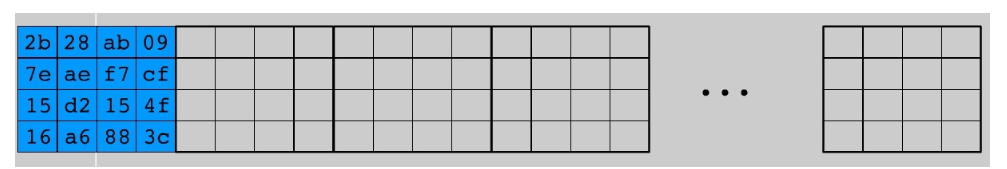 2b 28 ab 09
7e ae f7 cf
15 d2 15 4f
16 a6 88 3c
...